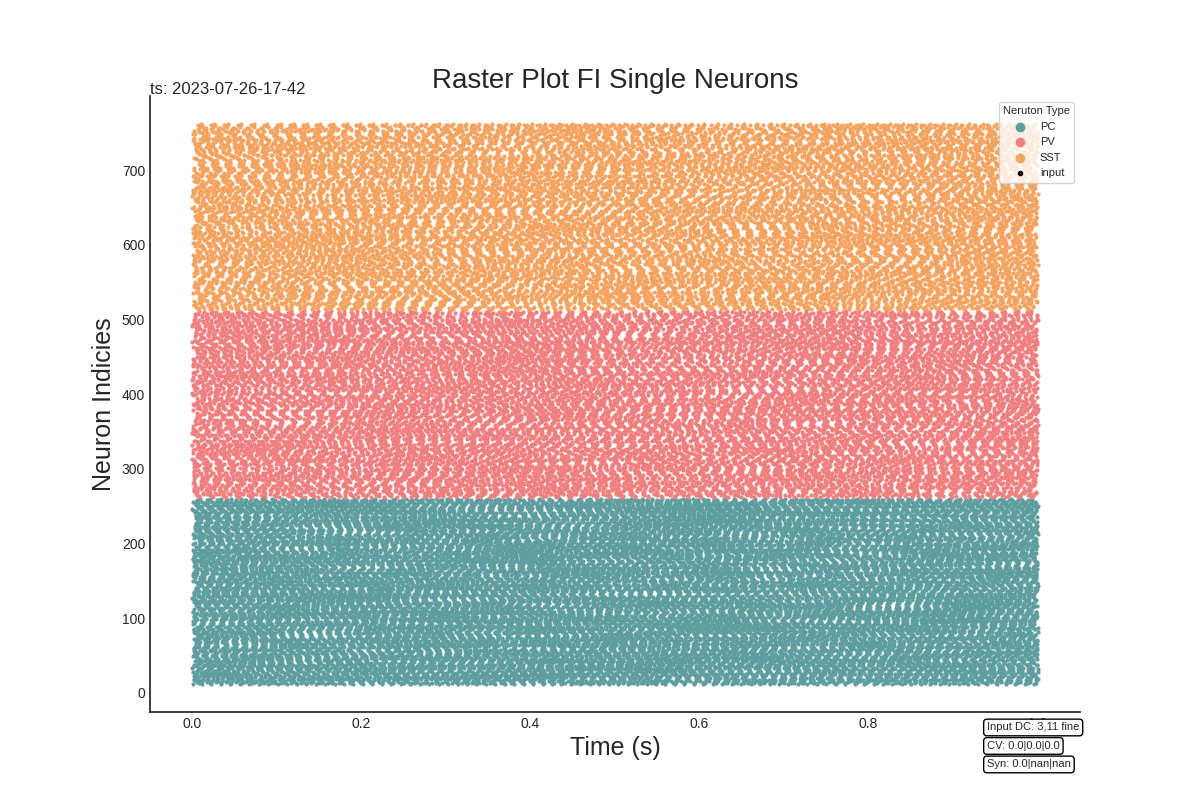 Raster Plot FI Single Neurons
ts: 2023-07-26-17-42
Neruton Type
PC
PV
SST
input
Neuron Indicies
700
600
500
400
300
200
100
0
0.0 0.2 0.4 0.6 0.8
Time (s)
Input DC: 3,11 fine
CV: 0.0|0.0|0.0
Syn: 0.0|nan|nan